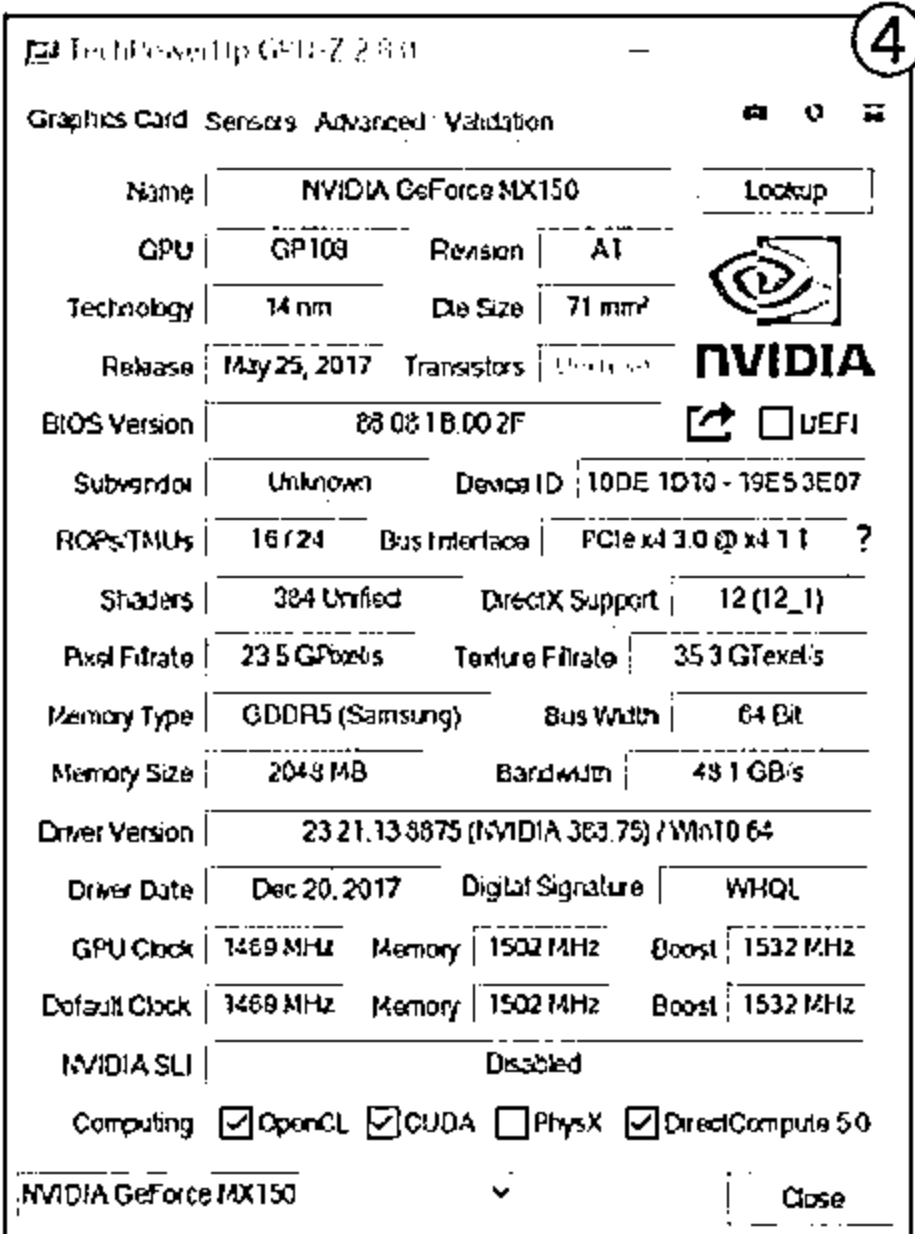 ④
TechPowerUp GPU-Z 2.8.0
Graphics Card Sensors Advanced Validation
Name NVIDIA GeForce MX150 Lookup
GPU GP108 Revision A1
Technology 14 nm Die Size 71 mm²
Release May 25, 2017 Transistors
NVIDIA
BIOS Version 86.08.1B.00.2F UEFI
Subvendor Unknown Device ID 10DE 1D10 - 19E5 3E07
ROPs/TMUs 16 / 24 Bus Interface PCIe x4 3.0 @ x4 1.1 ?
Shaders 384 Unified DirectX Support 12 (12_1)
Pixel Fillrate 23.5 GPixel/s Texture Fillrate 35.3 GTexel/s
Memory Type GDDR5 (Samsung) Bus Width 64 Bit
Memory Size 2048 MB Bandwidth 48.1 GB/s
Driver Version 23.21.13.8875 (NVIDIA 388.75) / Win10 64
Driver Date Dec 20, 2017 Digital Signature WHQL
GPU Clock 1469 MHz Memory 1502 MHz Boost 1532 MHz
Default Clock 1469 MHz Memory 1502 MHz Boost 1532 MHz
NVIDIA SLI Disabled
Computing OpenCL CUDA PhysX DirectCompute 5.0
NVIDIA GeForce MX150 Close